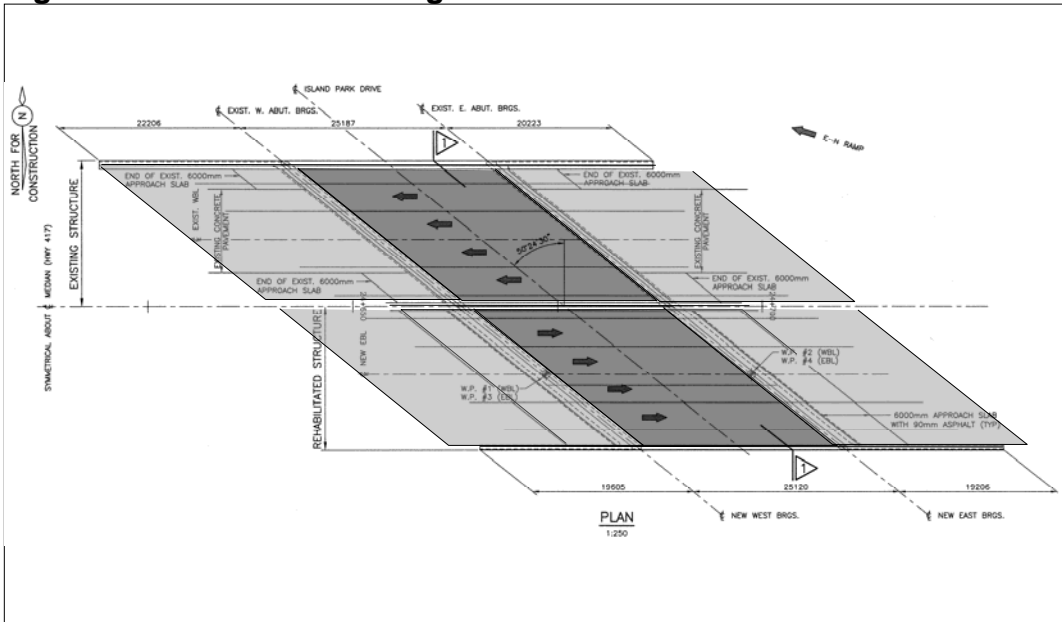 ℄ ISLAND PARK DRIVE
℄ EXIST. W. ABUT. BRGS.
℄ EXIST. E. ABUT. BRGS.
22206
25187
20223
1
E-N RAMP
N
NORTH FOR
CONSTRUCTION
END OF EXIST. 6000mm
APPROACH SLAB
END OF EXIST. 6000mm
APPROACH SLAB
EXISTING STRUCTURE
EXIST. WBL
EXISTING CONCRETE
PAVEMENT
50°24'30"
EXISTING CONCRETE
PAVEMENT
END OF EXIST. 6000mm
APPROACH SLAB
END OF EXIST. 6000mm
APPROACH SLAB
SYMMETRICAL ABOUT ℄ MEDIAN (HWY 417)
REHABILITATED STRUCTURE
NEW EBL
W.P. #2 (WBL)
W.P. #4 (EBL)
W.P. #1 (WBL)
W.P. #3 (EBL)
6000mm APPROACH SLAB
WITH 90mm ASPHALT (TYP)
1
19605
25120
19206
PLAN
1:250
℄ NEW WEST BRGS.
℄ NEW EAST BRGS.